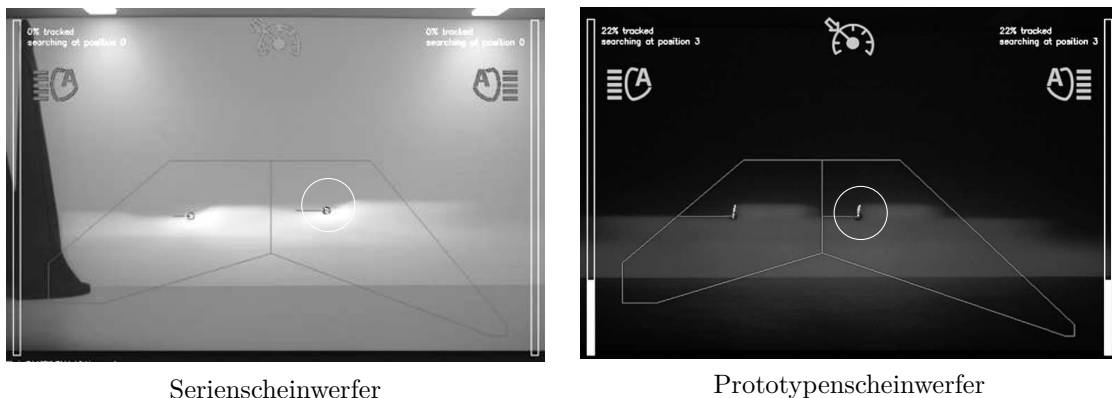 0% tracked
searching at position 0
0% tracked
searching at position 0
A
A
22% tracked
searching at position 3
22% tracked
searching at position 3
A
A
Serienscheinwerfer
Prototypenscheinwerfer